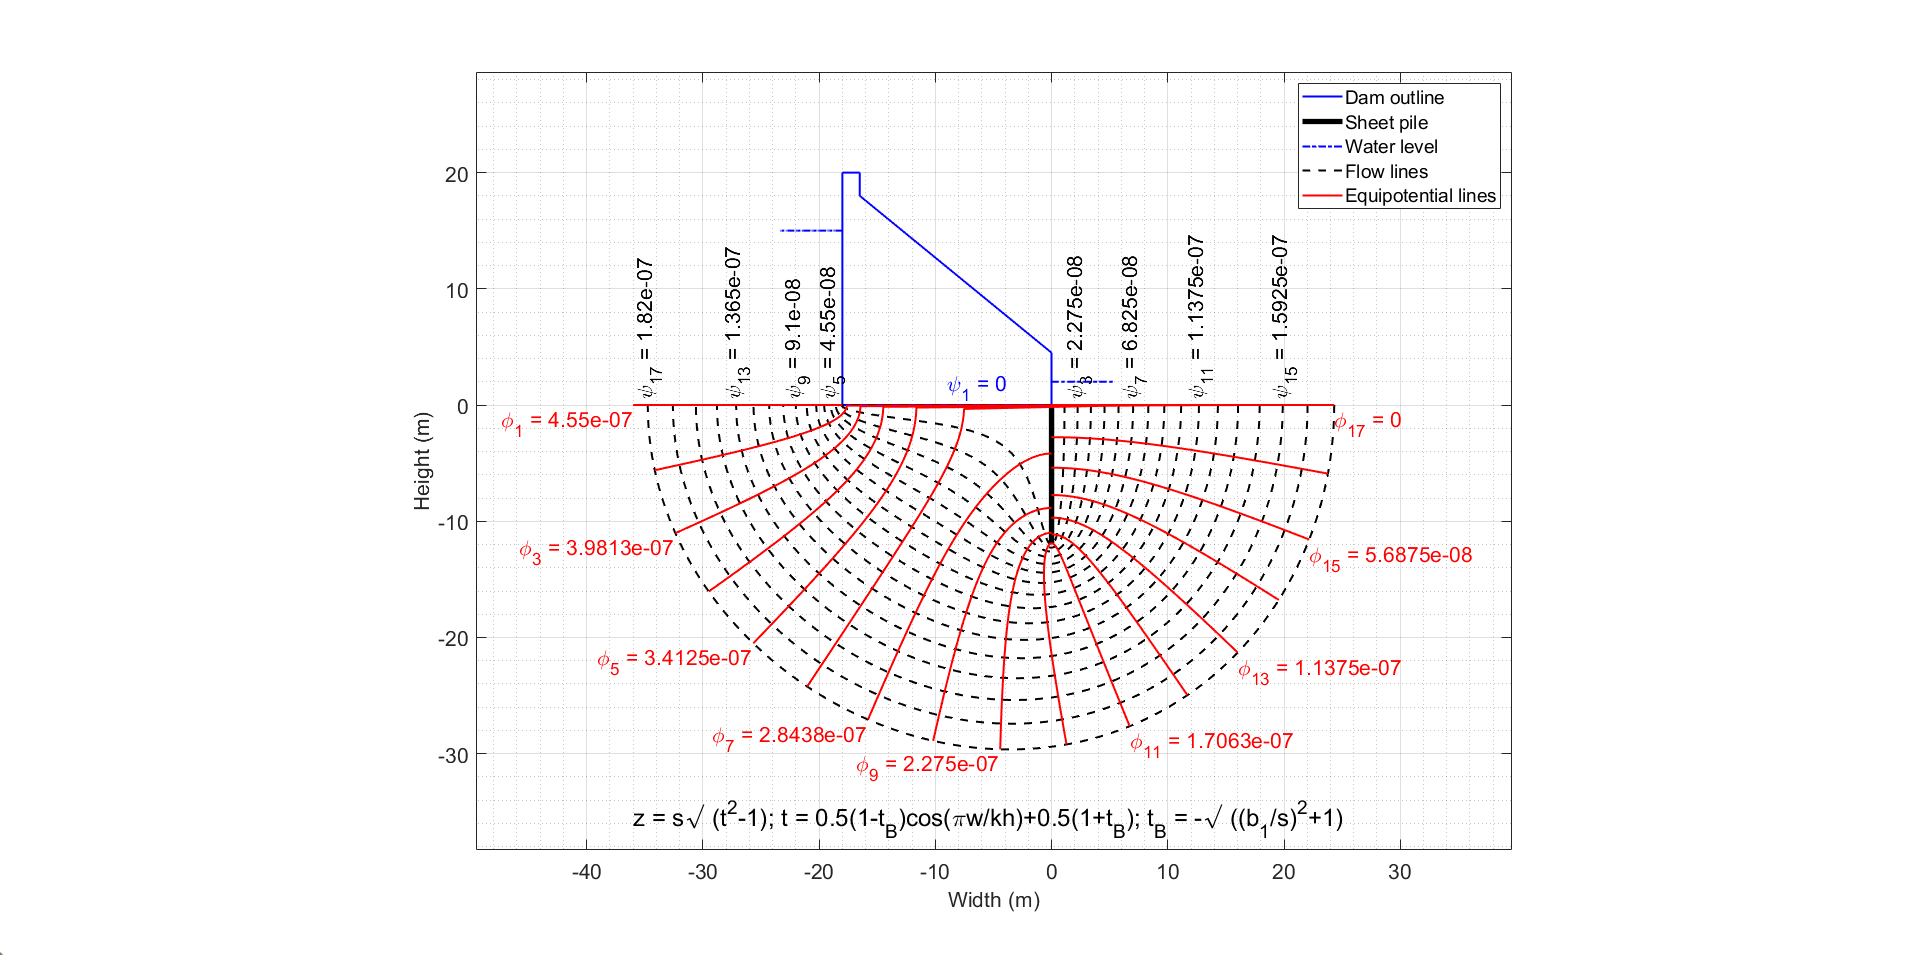 Dam outline
Sheet pile
Water level
Flow lines
Equipotential lines
20
10
0
-10
-20
-30
Height (m)
ψ17 = 1.82e-07
ψ13 = 1.365e-07
ψ9 = 9.1e-08
ψ5 = 4.55e-08
ψ1 = 0
ψ3 = 2.275e-08
ψ7 = 6.825e-08
ψ11 = 1.1375e-07
ψ15 = 1.5925e-07
ϕ1 = 4.55e-07
ϕ17 = 0
ϕ3 = 3.9813e-07
ϕ15 = 5.6875e-08
ϕ5 = 3.4125e-07
ϕ13 = 1.1375e-07
ϕ7 = 2.8438e-07
ϕ11 = 1.7063e-07
ϕ9 = 2.275e-07
z = s√ (t²-1); t = 0.5(1-tB)cos(πw/kh)+0.5(1+tB); tB = -√ ((b1/s)²+1)
-40 -30 -20 -10 0 10 20 30
Width (m)